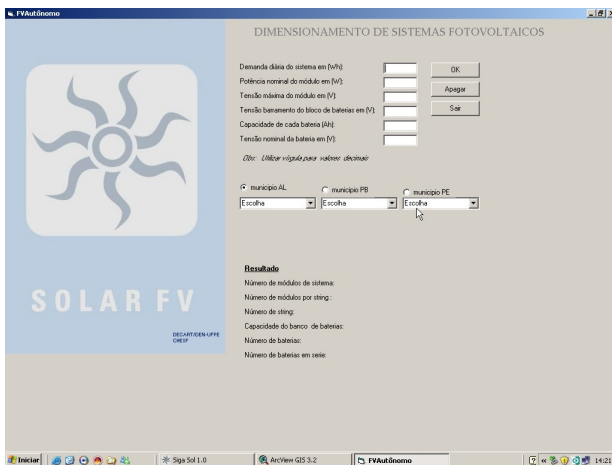 FVAutônomo
DIMENSIONAMENTO DE SISTEMAS FOTOVOLTAICOS
Demanda diária do sistema em (Wh):
OK
Potência nominal do módulo em (W):
Apagar
Tensão máxima do módulo em (V):
Tensão barramento do bloco de baterias em (V):
Sair
Capacidade de cada bateria (Ah):
Tensão nominal da bateria em (V):
Obs: Utilizar vírgula para valores decimais
municipio AL
municipio PB
municipio PE
Escolha
Escolha
Escolha
Resultado
Número de módulos de sistema:
Número de módulos por string :
Número de string:
Capacidade do banco de baterias:
Número de baterias:
Número de baterias em serie:
SOLAR FV
DECART/DEN-UFPE
CHESF
Iniciar
Siga Sol 1.0
ArcView GIS 3.2
FVAutônomo
14:21